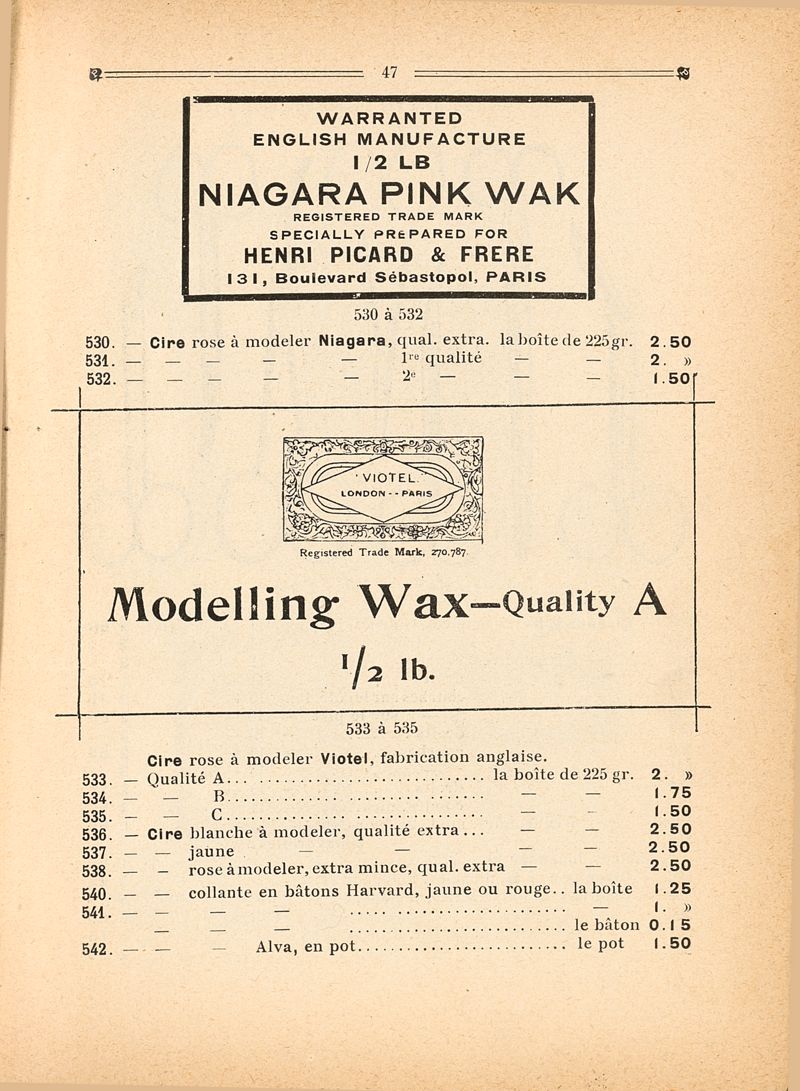 47
WARRANTED
ENGLISH MANUFACTURE
1/2 LB
NIAGARA PINK WAK
REGISTERED TRADE MARK
SPECIALLY PREPARED FOR
HENRI PICARD & FRERE
131, Boulevard Sébastopol, PARIS
530 à 532
530. — Cire rose à modeler Niagara, qual. extra. la boîte de 225 gr. 2.50
531. — — — — — 1re qualité — — 2. »
532. — — — — — 2e — — — 1.50
VIOTEL
LONDON - - PARIS
Registered Trade Mark, 270.787
Modelling Wax—Quality A
1/2 lb.
533 à 535
Cire rose à modeler Viotel, fabrication anglaise.
533. — Qualité A............................... la boîte de 225 gr. 2. »
534. — — B............................... — — 1.75
535. — — C............................... — — 1.50
536. — Cire blanche à modeler, qualité extra... — — 2.50
537. — — jaune — — — — 2.50
538. — — rose à modeler, extra mince, qual. extra — — 2.50
540. — — collante en bâtons Harvard, jaune ou rouge.. la boîte 1.25
541. — — — — ............................ — 1. »
— — — ............................ le bâton 0.15
542. — — — Alva, en pot............................ le pot 1.50